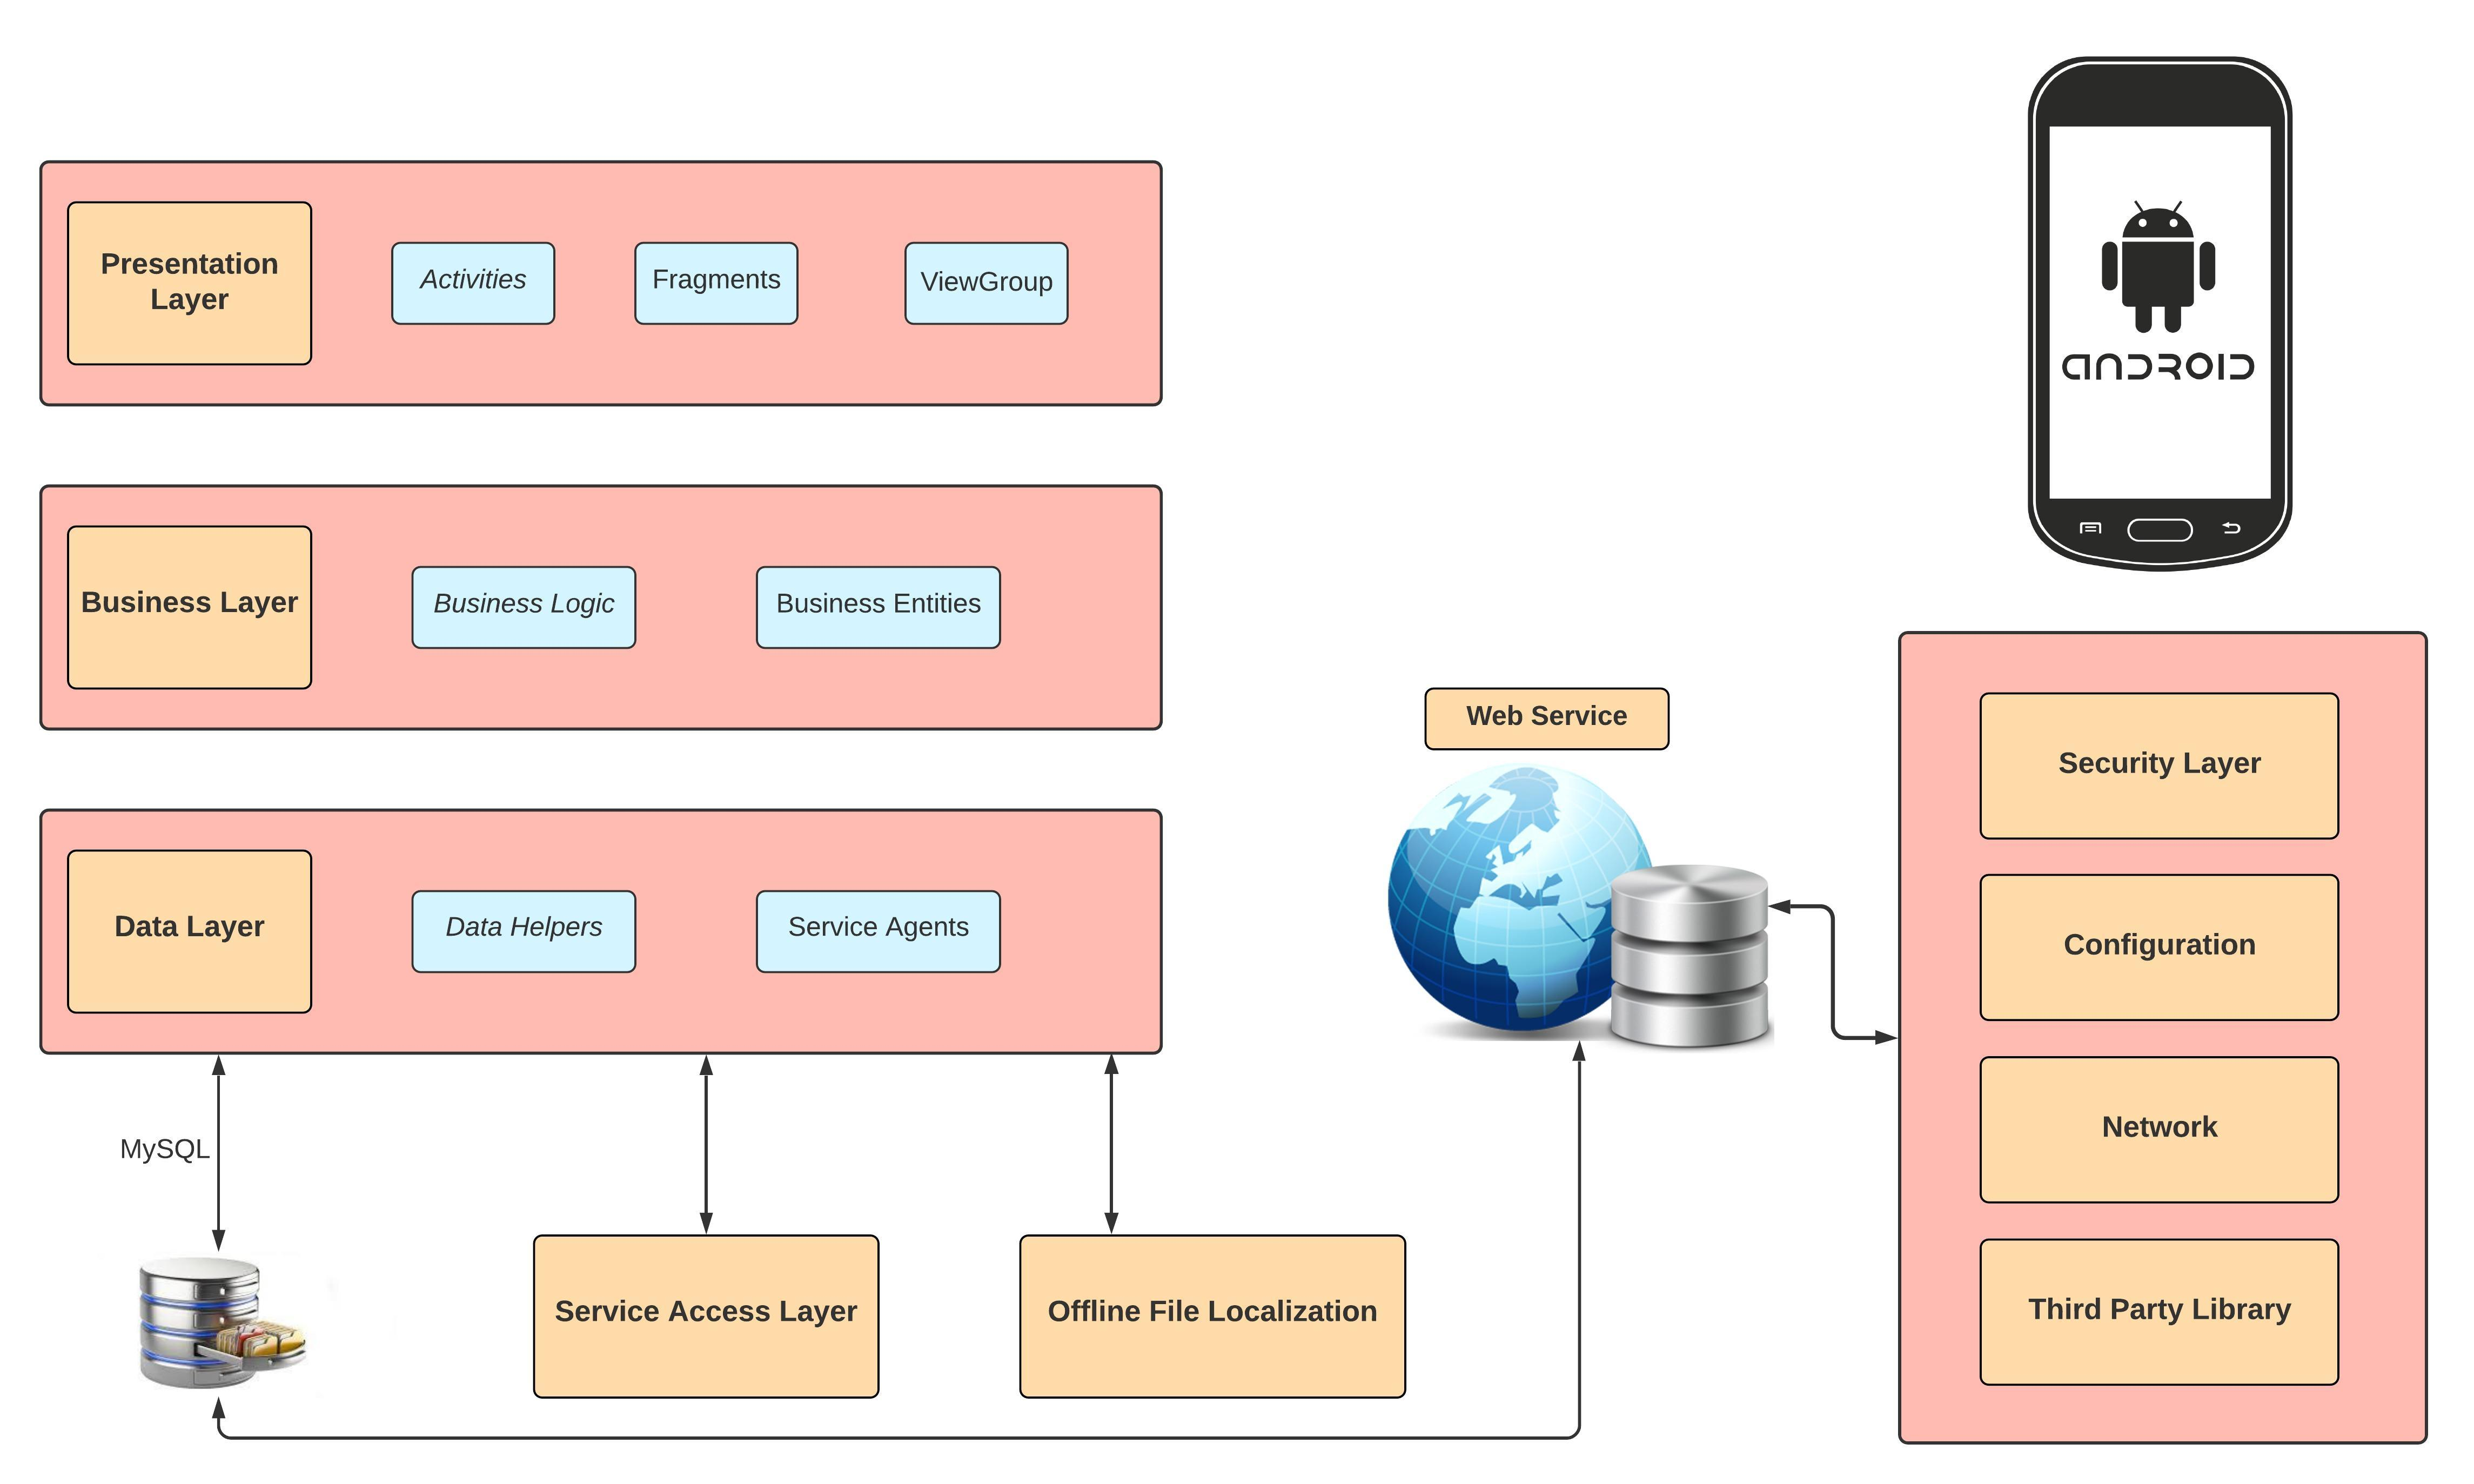 Presentation
Layer
Activities
Fragments
ViewGroup
ANDROID
Business Layer
Business Logic
Business Entities
Web Service
Security Layer
Data Layer
Data Helpers
Service Agents
Configuration
Network
MySQL
Service Access Layer
Offline File Localization
Third Party Library